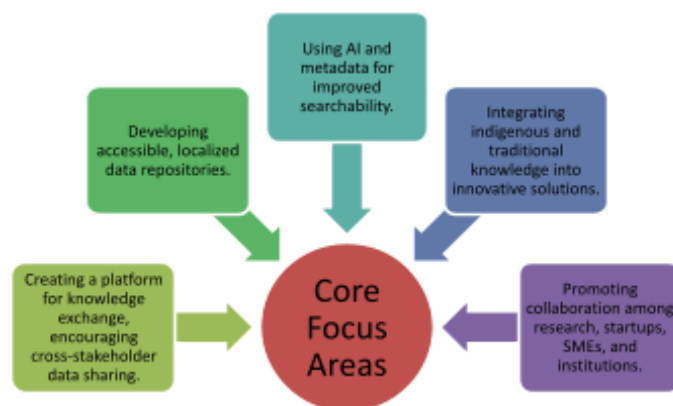 Using AI and
metadata for
improved
searchability.
Developing
accessible, localized
data repositories.
Integrating
indigenous and
traditional
knowledge into
innovative solutions.
Creating a platform
for knowledge
exchange,
encouraging
cross-stakeholder
data sharing.
Core
Focus
Areas
Promoting
collaboration among
research, startups,
SMEs, and
institutions.